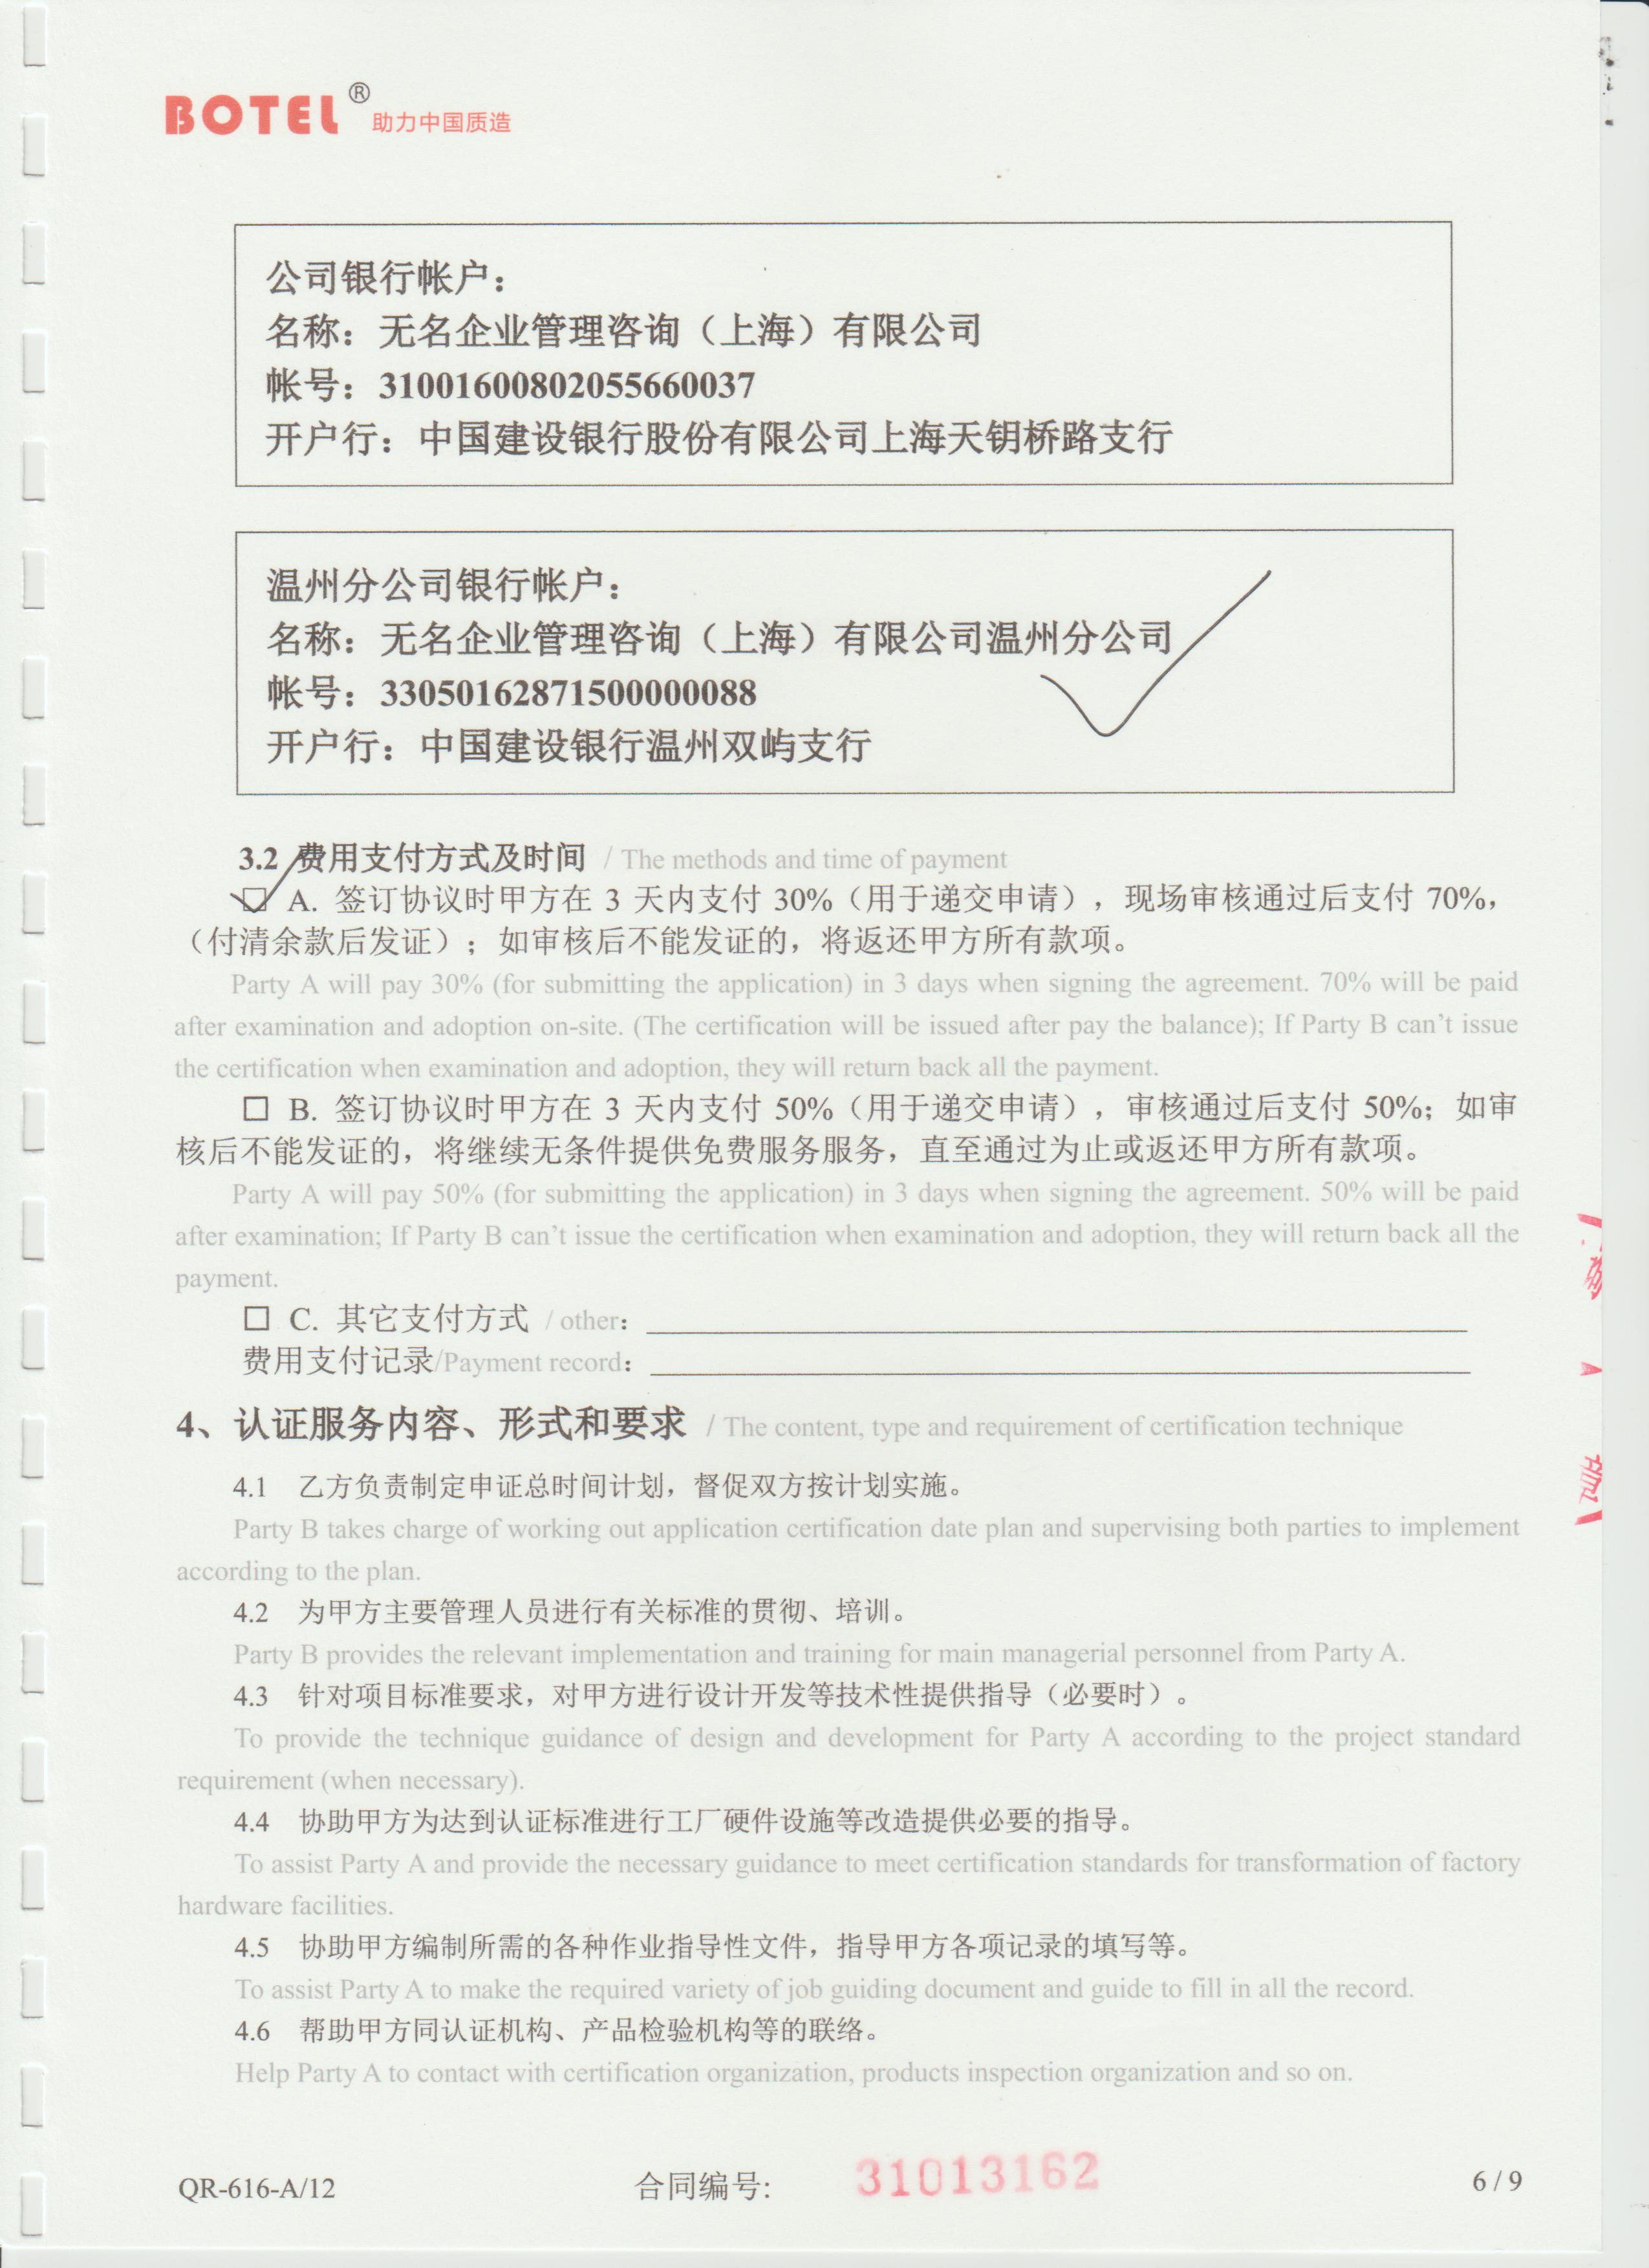 BOTEL® 助力中国质造
公司银行帐户：
名称：无名企业管理咨询（上海）有限公司
帐号：31001600802055660037
开户行：中国建设银行股份有限公司上海天钥桥路支行
温州分公司银行帐户：
名称：无名企业管理咨询（上海）有限公司温州分公司
帐号：33050162871500000088
开户行：中国建设银行温州双屿支行
3.2 费用支付方式及时间 / The methods and time of payment
☑ A. 签订协议时甲方在 3 天内支付 30%（用于递交申请），现场审核通过后支付 70%，
（付清余款后发证）；如审核后不能发证的，将返还甲方所有款项。
Party A will pay 30% (for submitting the application) in 3 days when signing the agreement. 70% will be paid
after examination and adoption on-site. (The certification will be issued after pay the balance); If Party B can't issue
the certification when examination and adoption, they will return back all the payment.
☐ B. 签订协议时甲方在 3 天内支付 50%（用于递交申请），审核通过后支付 50%；如审
核后不能发证的，将继续无条件提供免费服务服务，直至通过为止或返还甲方所有款项。
Party A will pay 50% (for submitting the application) in 3 days when signing the agreement. 50% will be paid
after examination; If Party B can't issue the certification when examination and adoption, they will return back all the
payment.
☐ C. 其它支付方式 / other：
费用支付记录/Payment record：
4、认证服务内容、形式和要求 / The content, type and requirement of certification technique
4.1 乙方负责制定申证总时间计划，督促双方按计划实施。
Party B takes charge of working out application certification date plan and supervising both parties to implement
according to the plan.
4.2 为甲方主要管理人员进行有关标准的贯彻、培训。
Party B provides the relevant implementation and training for main managerial personnel from Party A.
4.3 针对项目标准要求，对甲方进行设计开发等技术性提供指导（必要时）。
To provide the technique guidance of design and development for Party A according to the project standard
requirement (when necessary).
4.4 协助甲方为达到认证标准进行工厂硬件设施等改造提供必要的指导。
To assist Party A and provide the necessary guidance to meet certification standards for transformation of factory
hardware facilities.
4.5 协助甲方编制所需的各种作业指导性文件，指导甲方各项记录的填写等。
To assist Party A to make the required variety of job guiding document and guide to fill in all the record.
4.6 帮助甲方同认证机构、产品检验机构等的联络。
Help Party A to contact with certification organization, products inspection organization and so on.
QR-616-A/12 合同编号: 31013162 6 / 9